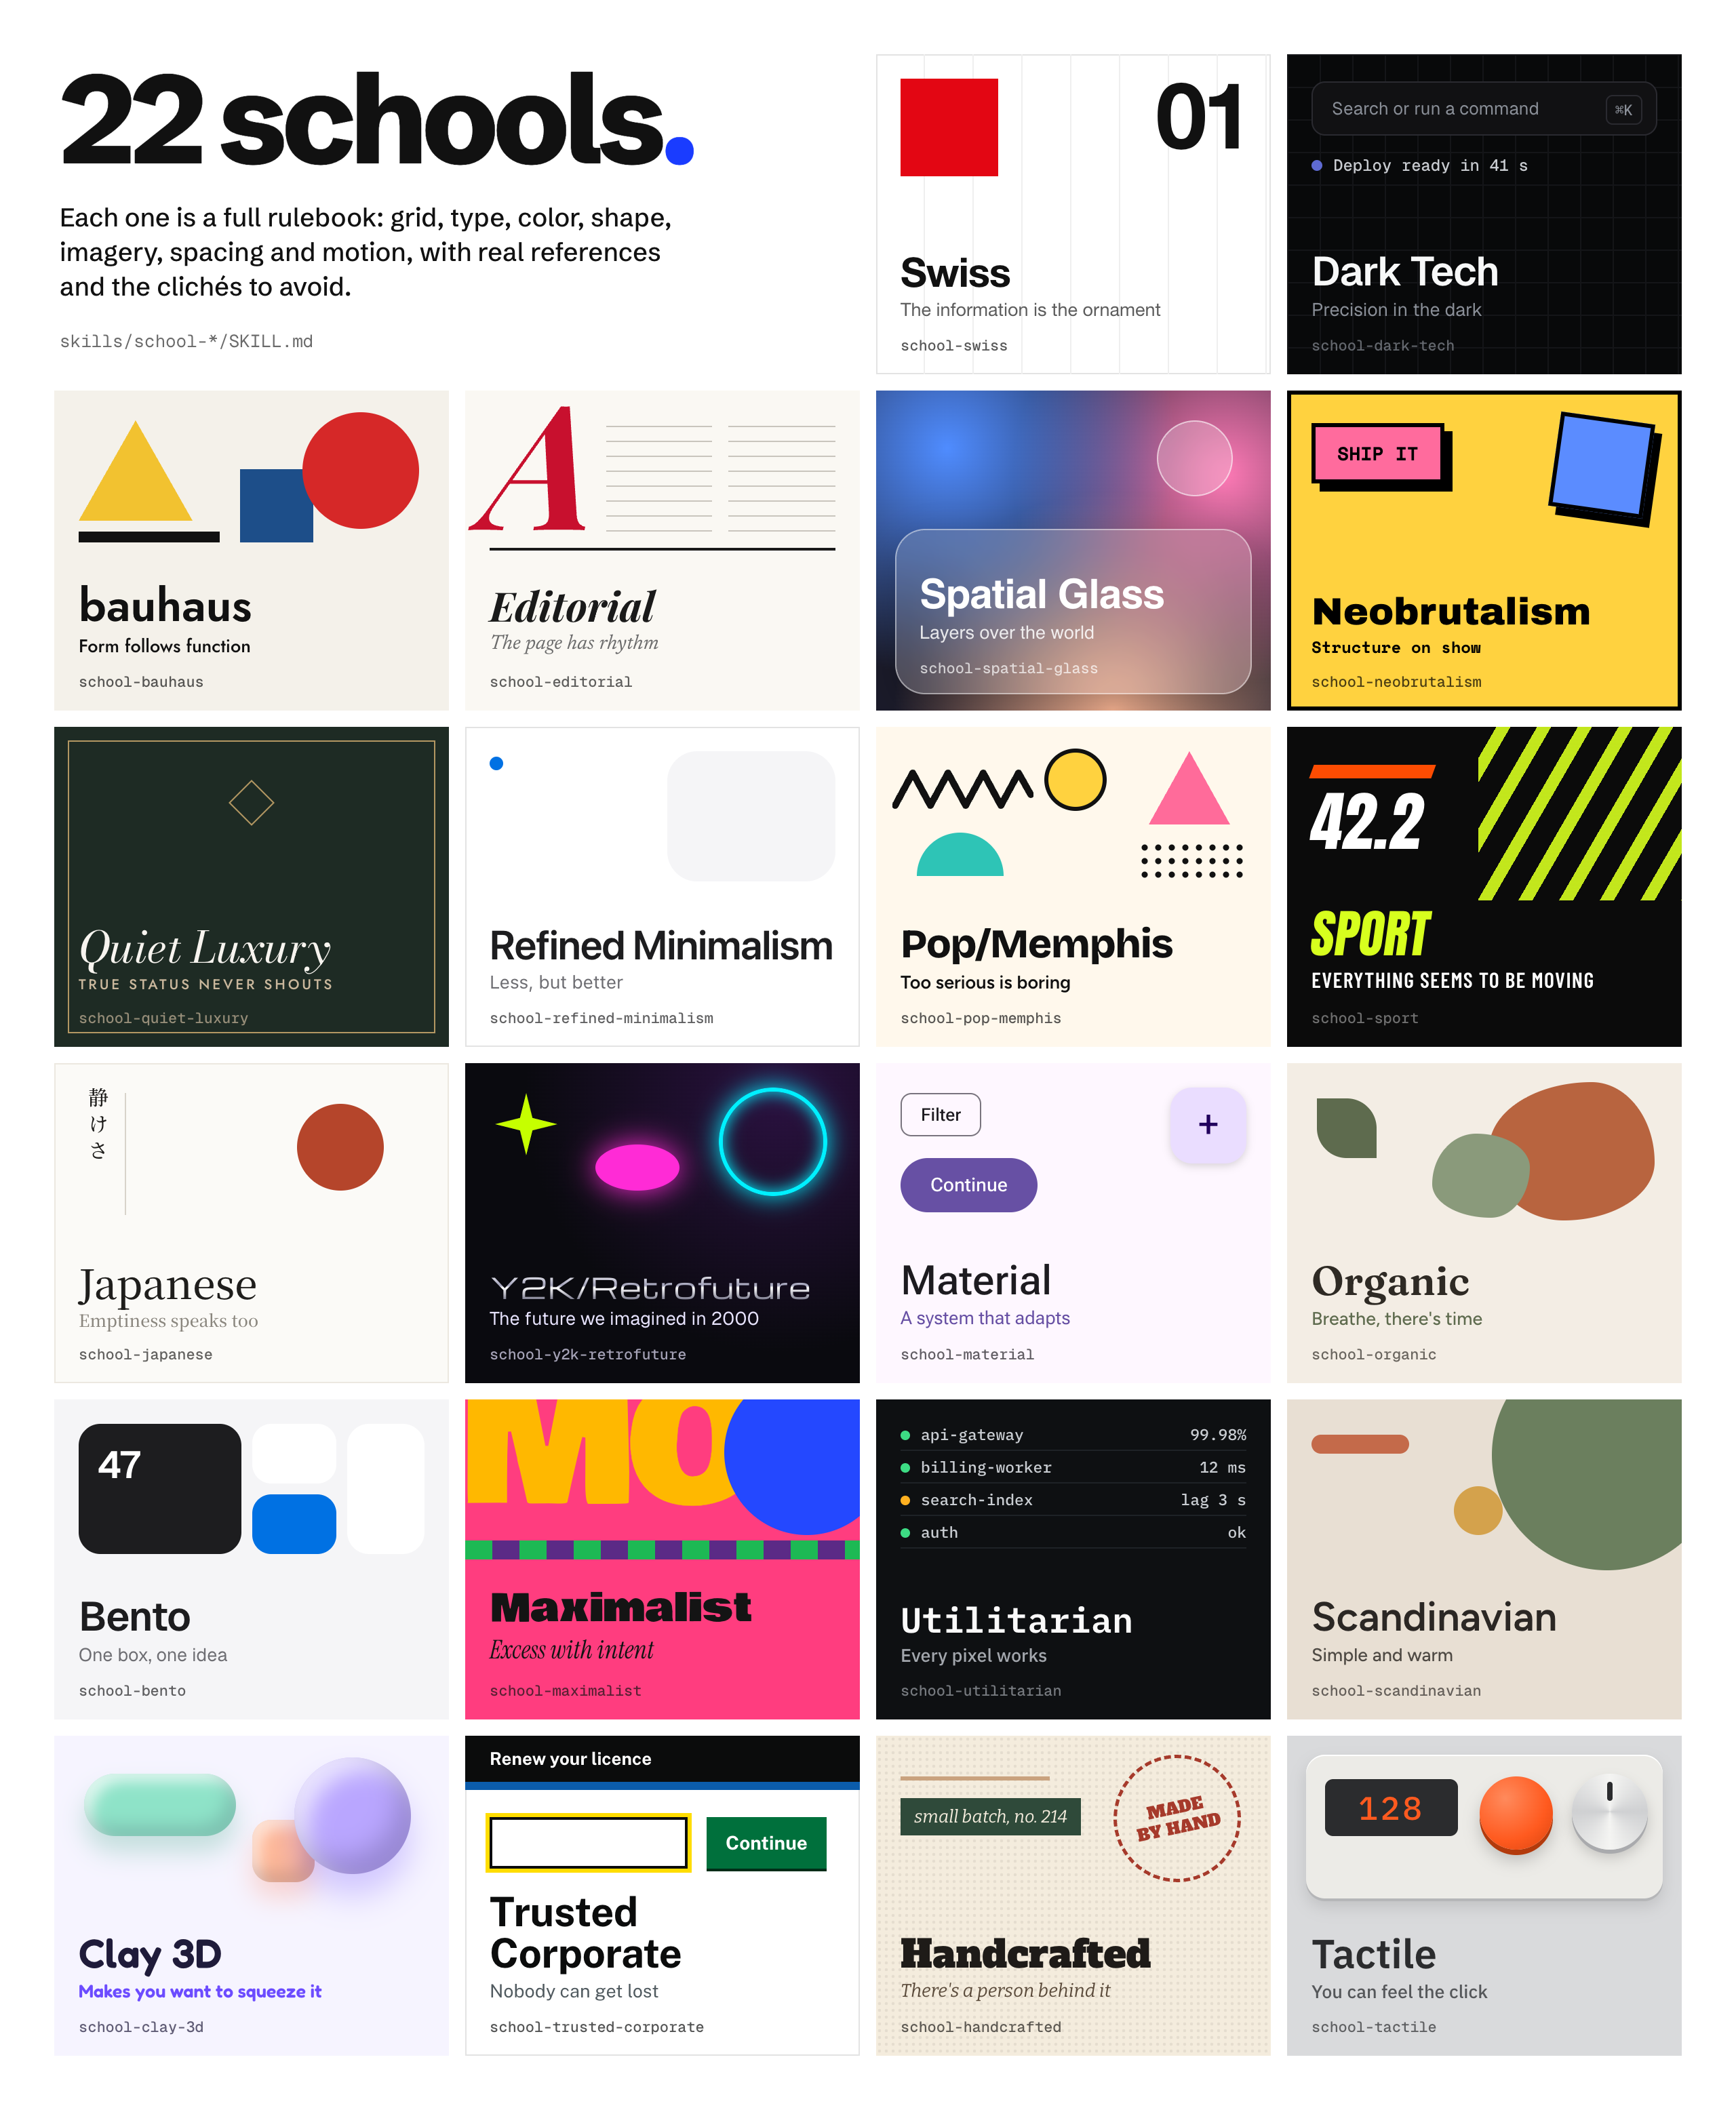 22 schools.
Each one is a full rulebook: grid, type, color, shape,
imagery, spacing and motion, with real references
and the clichés to avoid.
skills/school-*/SKILL.md
01
Swiss
The information is the ornament
school-swiss
Search or run a command
⌘K
Deploy ready in 41 s
Dark Tech
Precision in the dark
school-dark-tech
bauhaus
Form follows function
school-bauhaus
A
Editorial
The page has rhythm
school-editorial
Spatial Glass
Layers over the world
school-spatial-glass
SHIP IT
Neobrutalism
Structure on show
school-neobrutalism
Quiet Luxury
TRUE STATUS NEVER SHOUTS
school-quiet-luxury
Refined Minimalism
Less, but better
school-refined-minimalism
Pop/Memphis
Too serious is boring
school-pop-memphis
42.2
SPORT
EVERYTHING SEEMS TO BE MOVING
school-sport
静けさ
Japanese
Emptiness speaks too
school-japanese
Y2K/Retrofuture
The future we imagined in 2000
school-y2k-retrofuture
Filter
+
Continue
Material
A system that adapts
school-material
Organic
Breathe, there's time
school-organic
47
Bento
One box, one idea
school-bento
MO
Maximalist
Excess with intent
school-maximalist
api-gateway 99.98%
billing-worker 12 ms
search-index lag 3 s
auth ok
Utilitarian
Every pixel works
school-utilitarian
Scandinavian
Simple and warm
school-scandinavian
Clay 3D
Makes you want to squeeze it
school-clay-3d
Renew your licence
Continue
Trusted
Corporate
Nobody can get lost
school-trusted-corporate
small batch, no. 214
MADE
BY HAND
Handcrafted
There's a person behind it
school-handcrafted
128
Tactile
You can feel the click
school-tactile